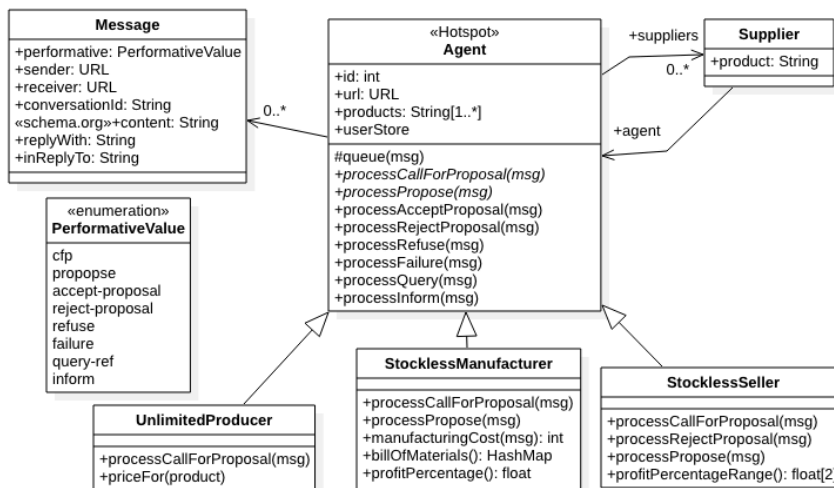 Message
+performative: PerformativeValue
+sender: URL
+receiver: URL
+conversationId: String
«schema.org»+content: String
+replyWith: String
+inReplyTo: String
0..*
«Hotspot»
Agent
+id: int
+url: URL
+products: String[1..*]
+userStore
#queue(msg)
+processCallForProposal(msg)
+processPropose(msg)
+processAcceptProposal(msg)
+processRejectProposal(msg)
+processRefuse(msg)
+processFailure(msg)
+processQuery(msg)
+processInform(msg)
+suppliers
0..*
Supplier
+product: String
+agent
«enumeration»
PerformativeValue
cfp
propopse
accept-proposal
reject-proposal
refuse
failure
query-ref
inform
UnlimitedProducer
+processCallForProposal(msg)
+priceFor(product)
StocklessManufacturer
+processCallForProposal(msg)
+processPropose(msg)
+manufacturingCost(msg): int
+billOfMaterials(): HashMap
+profitPercentage(): float
StocklessSeller
+processCallForProposal(msg)
+processRejectProposal(msg)
+processPropose(msg)
+profitPercentageRange(): float[2]